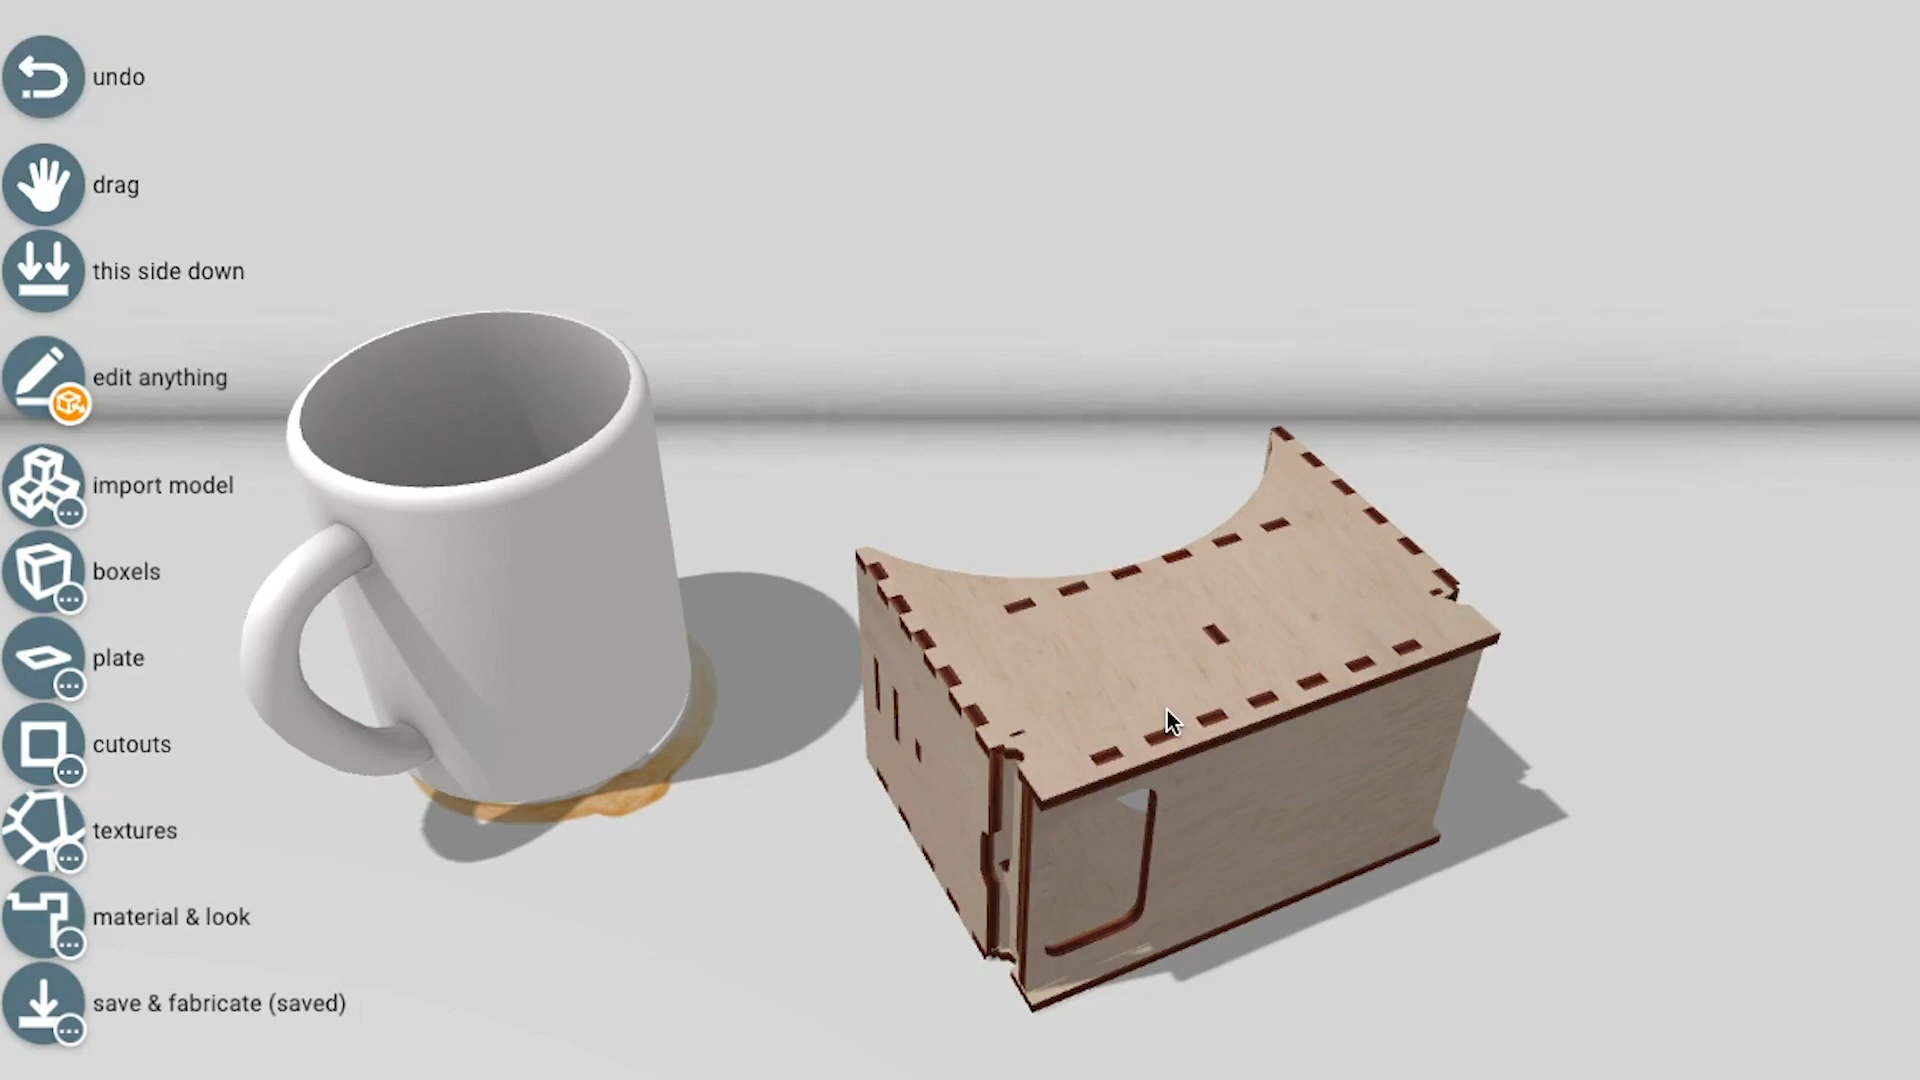 undo
drag
this side down
edit anything
import model
boxels
plate
cutouts
textures
material & look
save & fabricate (saved)